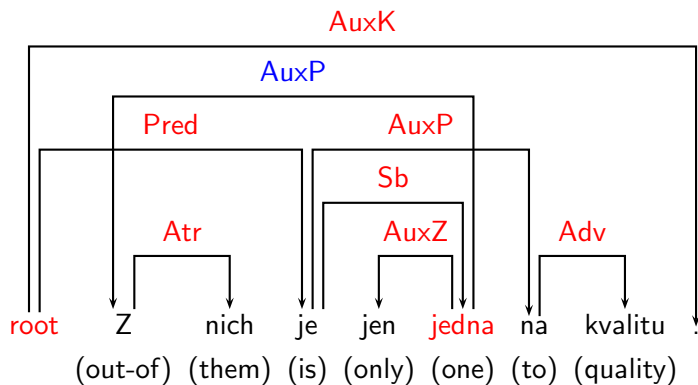 AuxK
AuxP
Pred AuxP
Sb
Atr AuxZ Adv
root Z nich je jen jedna na kvalitu .
(out-of) (them) (is) (only) (one) (to) (quality)